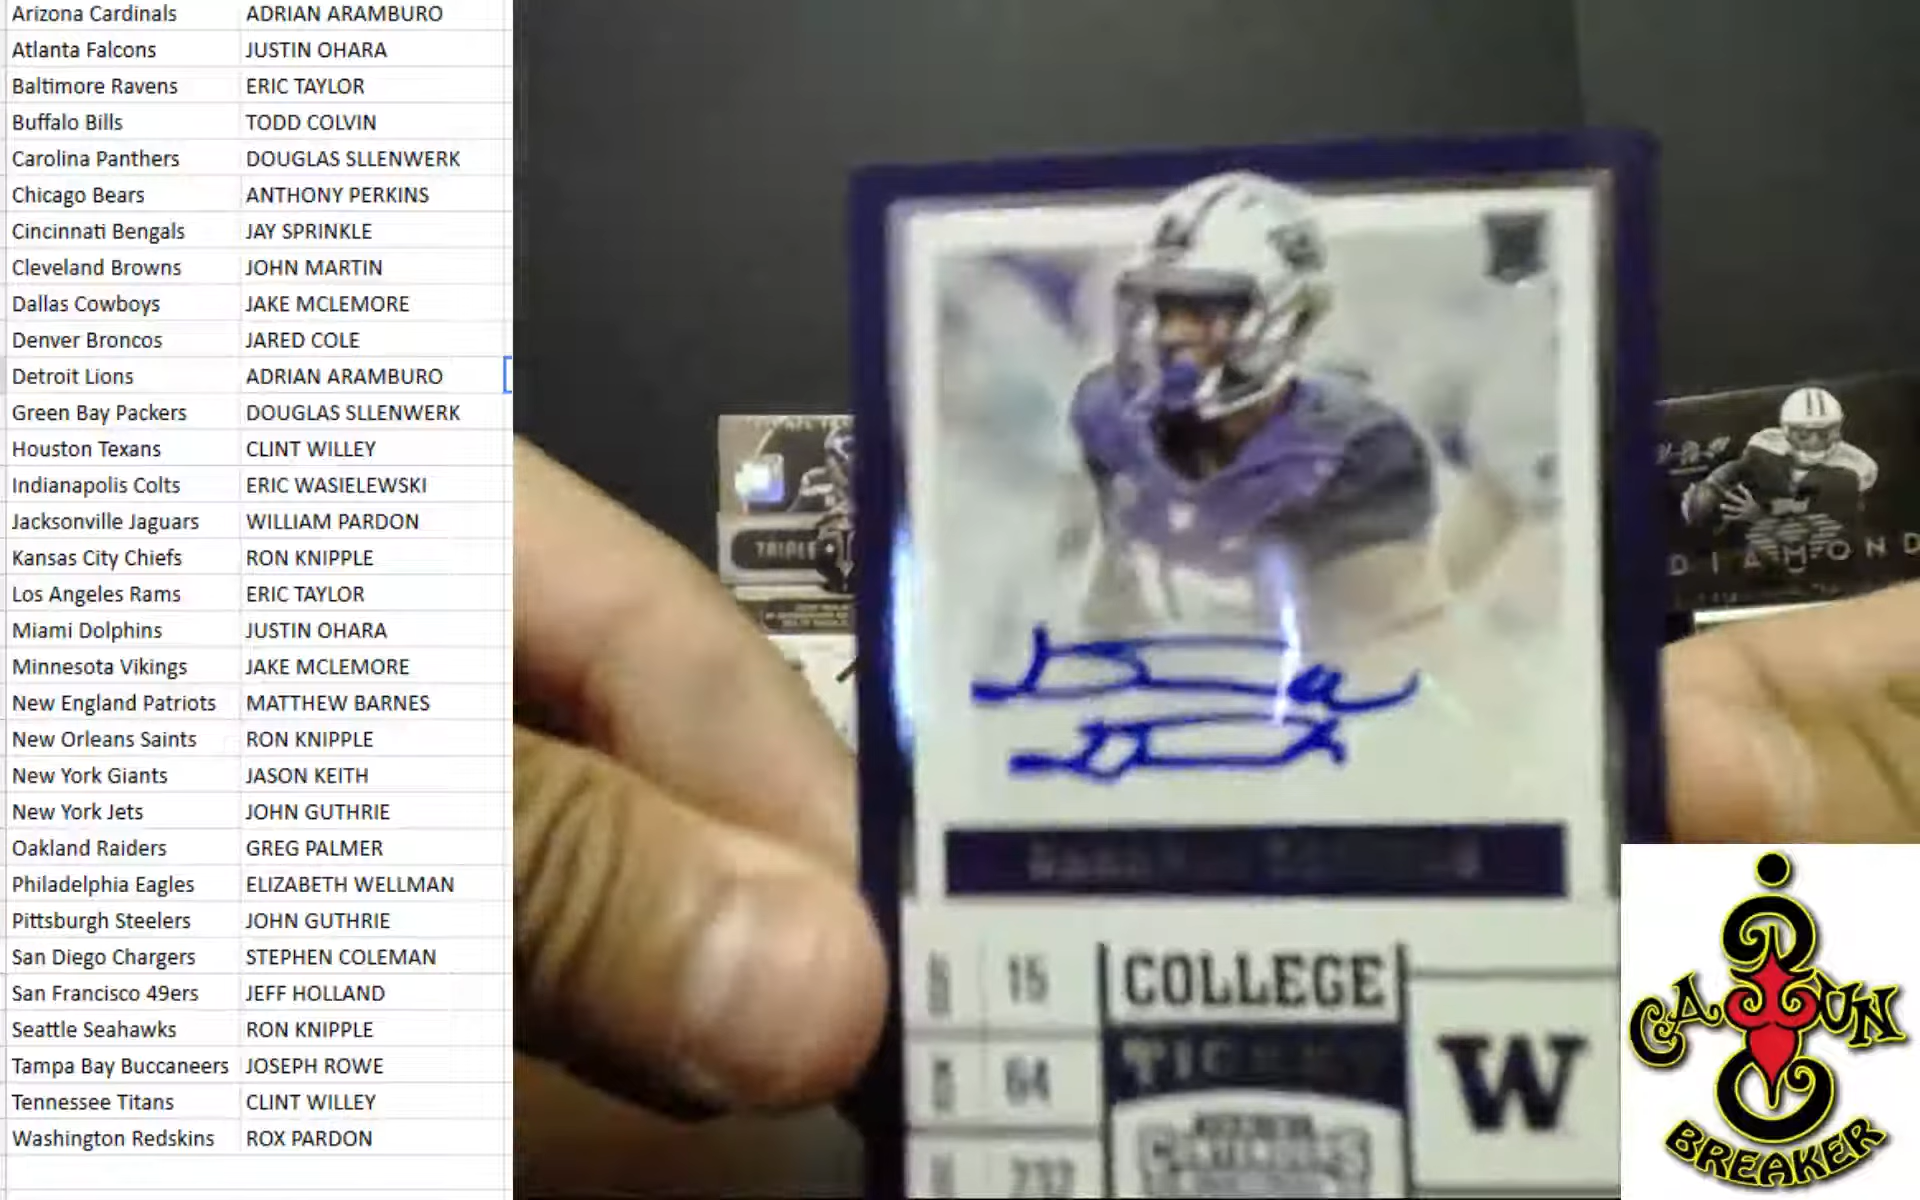 Arizona Cardinals ADRIAN ARAMBURO
Atlanta Falcons JUSTIN OHARA
Baltimore Ravens ERIC TAYLOR
Buffalo Bills TODD COLVIN
Carolina Panthers DOUGLAS SLLENWERK
Chicago Bears ANTHONY PERKINS
Cincinnati Bengals JAY SPRINKLE
Cleveland Browns JOHN MARTIN
Dallas Cowboys JAKE MCLEMORE
Denver Broncos JARED COLE
Detroit Lions ADRIAN ARAMBURO
Green Bay Packers DOUGLAS SLLENWERK
Houston Texans CLINT WILLEY
Indianapolis Colts ERIC WASIELEWSKI
Jacksonville Jaguars WILLIAM PARDON
Kansas City Chiefs RON KNIPPLE
Los Angeles Rams ERIC TAYLOR
Miami Dolphins JUSTIN OHARA
Minnesota Vikings JAKE MCLEMORE
New England Patriots MATTHEW BARNES
New Orleans Saints RON KNIPPLE
New York Giants JASON KEITH
New York Jets JOHN GUTHRIE
Oakland Raiders GREG PALMER
Philadelphia Eagles ELIZABETH WELLMAN
Pittsburgh Steelers JOHN GUTHRIE
San Diego Chargers STEPHEN COLEMAN
San Francisco 49ers JEFF HOLLAND
Seattle Seahawks RON KNIPPLE
Tampa Bay Buccaneers JOSEPH ROWE
Tennessee Titans CLINT WILLEY
Washington Redskins ROX PARDON
TRIPLE
DIAMOND
15
COLLEGE
TICKET
64
W
232
CAJUN
BREAKER